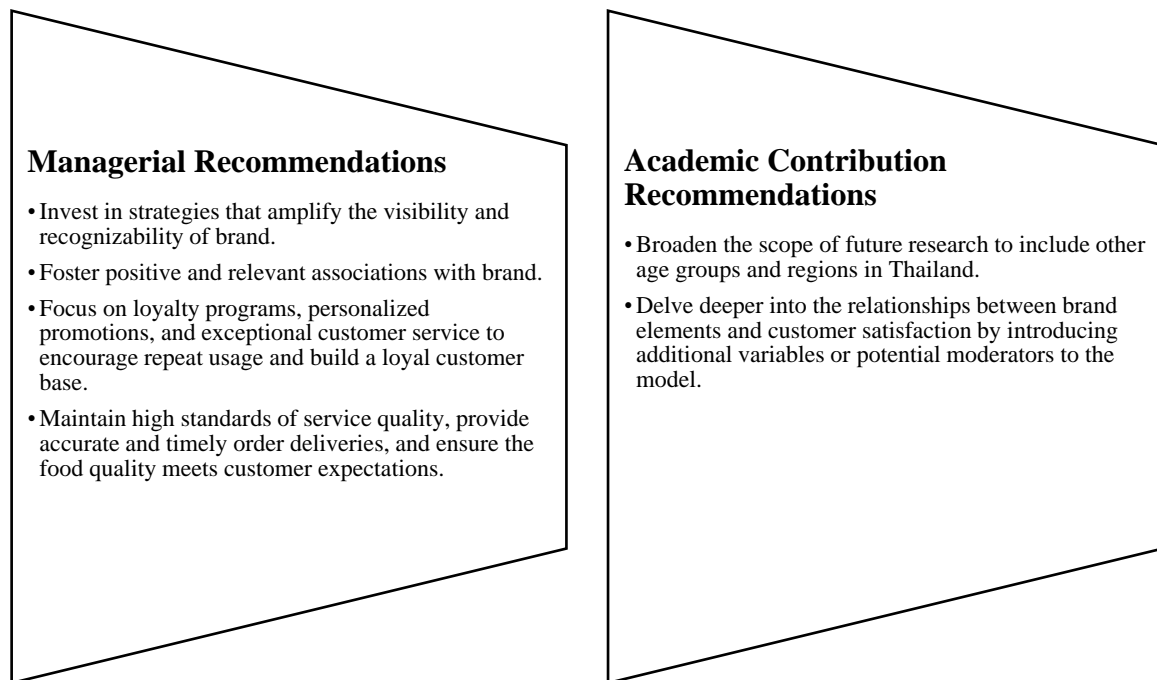 Managerial Recommendations
• Invest in strategies that amplify the visibility and
recognizability of brand.
• Foster positive and relevant associations with brand.
• Focus on loyalty programs, personalized
promotions, and exceptional customer service to
encourage repeat usage and build a loyal customer
base.
• Maintain high standards of service quality, provide
accurate and timely order deliveries, and ensure the
food quality meets customer expectations.
Academic Contribution
Recommendations
• Broaden the scope of future research to include other
age groups and regions in Thailand.
• Delve deeper into the relationships between brand
elements and customer satisfaction by introducing
additional variables or potential moderators to the
model.